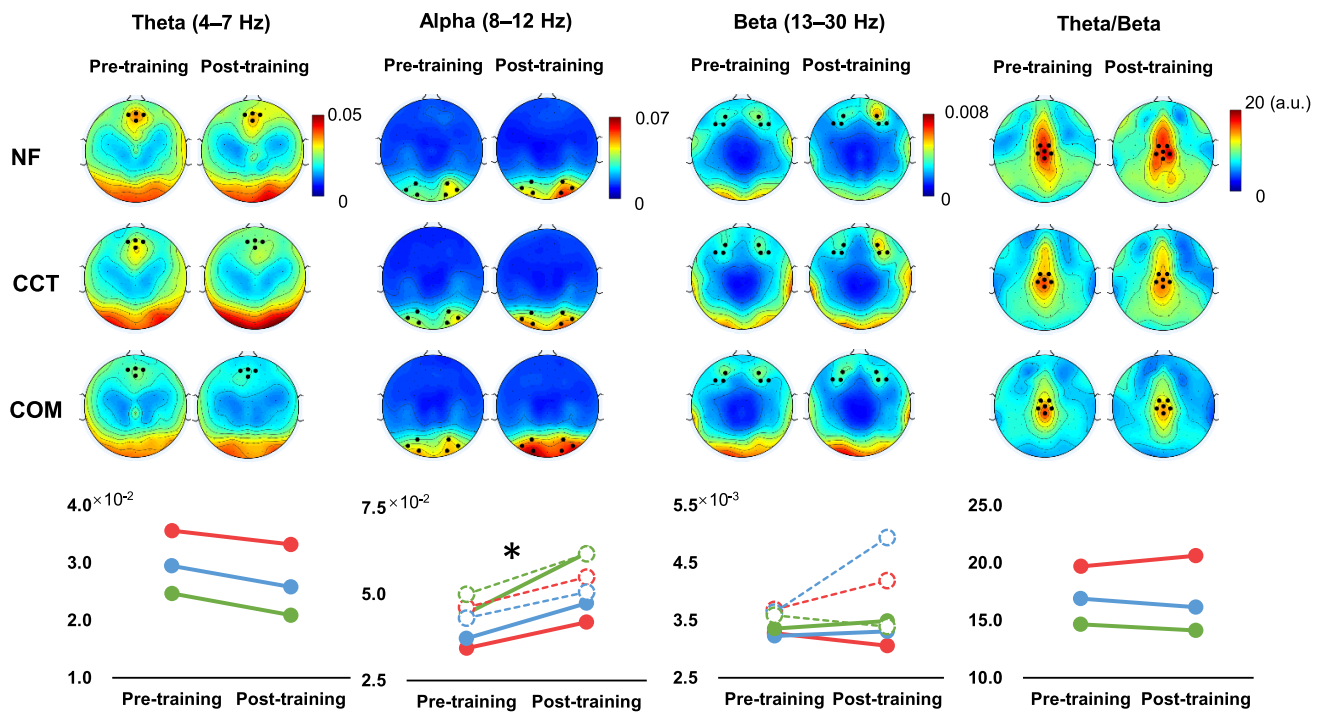 Theta (4–7 Hz) Alpha (8–12 Hz) Beta (13–30 Hz) Theta/Beta
Pre-training Post-training Pre-training Post-training Pre-training Post-training Pre-training Post-training
0.05 0.07 0.008 20 (a.u.)
NF
0 0 0 0
CCT
COM
4.0 ×10-2 7.5 ×10-2 5.5 ×10-3 25.0
*
3.0 5.0 4.5 20.0
2.0 3.5 15.0
1.0 2.5 2.5 10.0
Pre-training Post-training Pre-training Post-training Pre-training Post-training Pre-training Post-training